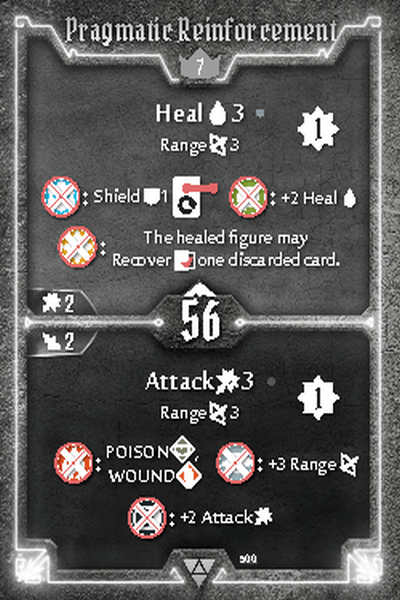 Pragmatic Reinforcement
7
Heal 3
1
Range 3
: Shield 1
: +2 Heal
: The healed figure may
Recover one discarded card.
2
56
2
Attack 3
1
Range 3
: POISON ,
WOUND
: +3 Range
: +2 Attack